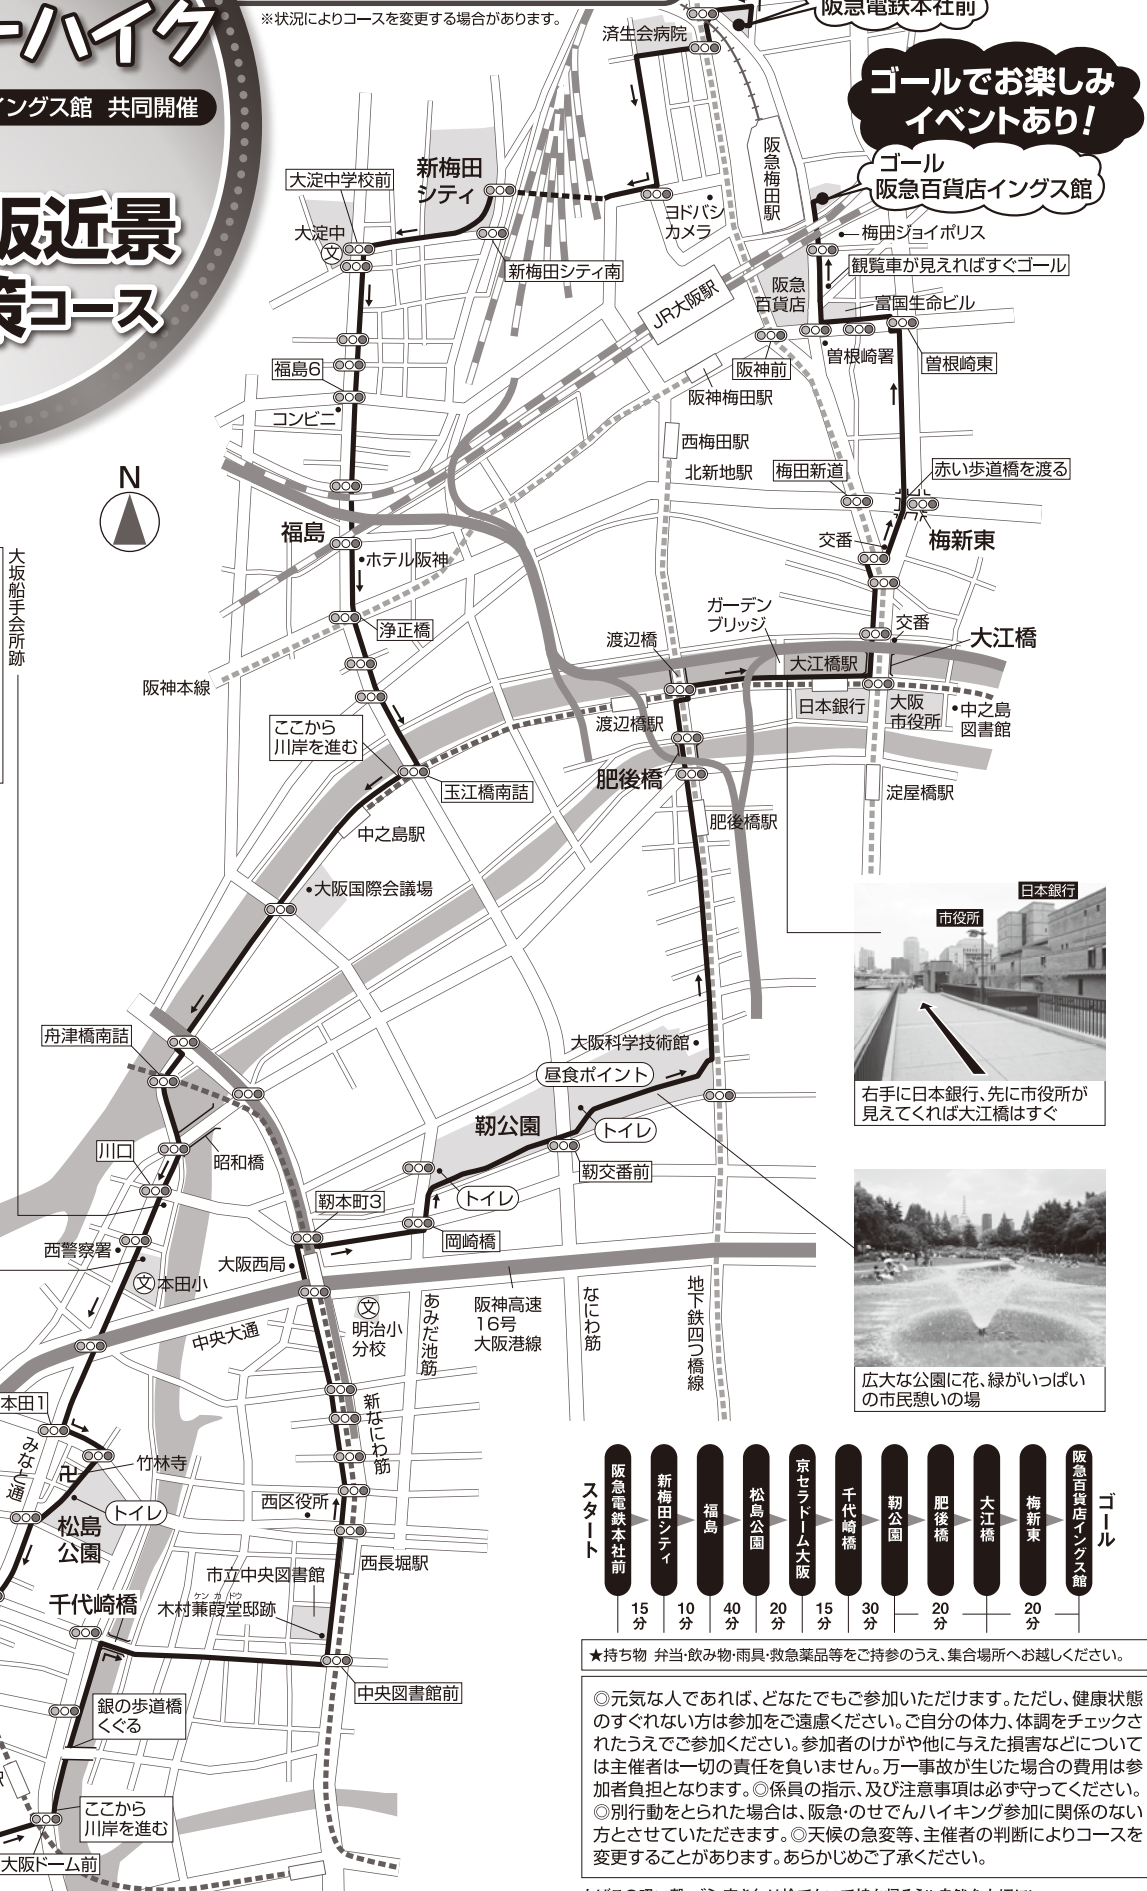 ーハイク
※状況によりコースを変更する場合があります。
イングス館 共同開催
阪近景
策コース
阪急電鉄本社前
ゴールでお楽しみ
イベントあり!
ゴール
阪急百貨店イングス館
済生会病院
阪急梅田駅
新梅田
シティ
大淀中学校前
大淀中
文
ヨドバシ
カメラ
新梅田シティ南
梅田ジョイポリス
観覧車が見えればすぐゴール
阪急
百貨店
富国生命ビル
JR大阪駅
曽根崎署
曽根崎東
阪神前
阪神梅田駅
福島6
コンビニ
西梅田駅
北新地駅
梅田新道
赤い歩道橋を渡る
N
福島
ホテル阪神
交番
梅新東
浄正橋
ガーデン
ブリッジ
交番
渡辺橋
大江橋
大江橋駅
阪神本線
日本銀行
大阪
市役所
中之島
図書館
渡辺橋駅
ここから
川岸を進む
肥後橋
玉江橋南詰
淀屋橋駅
中之島駅
肥後橋駅
大坂船手会所跡
大阪国際会議場
日本銀行
市役所
右手に日本銀行、先に市役所が
見えてくれば大江橋はすぐ
舟津橋南詰
大阪科学技術館
昼食ポイント
靭公園
トイレ
川口
昭和橋
靭交番前
トイレ
靭本町3
岡崎橋
西警察署
大阪西局
文
本田小
中央大通
文
明治小
分校
あみだ池筋
阪神高速
16号
大阪港線
なにわ筋
地下鉄四つ橋線
広大な公園に花、緑がいっぱい
の市民憩いの場
本田1
みなと通
竹林寺
新なにわ筋
トイレ
松島
公園
西区役所
西長堀駅
千代崎橋
市立中央図書館
ケンカドウ
木村蒹葭堂邸跡
中央図書館前
銀の歩道橋
くぐる
ここから
川岸を進む
大阪ドーム前
スタート
阪急電鉄本社前
新梅田シティ
福島
松島公園
京セラドーム大阪
千代崎橋
靭公園
肥後橋
大江橋
梅新東
阪急百貨店イングス館
ゴール
15分 10分 40分 20分 15分 30分 20分 20分
★持ち物 弁当・飲み物・雨具・救急薬品等をご持参のうえ、集合場所へお越しください。
◎元気な人であれば、どなたでもご参加いただけます。ただし、健康状態
のすぐれない方は参加をご遠慮ください。ご自分の体力、体調をチェックさ
れたうえでご参加ください。参加者のけがや他に与えた損害などについて
は主催者は一切の責任を負いません。万一事故が生じた場合の費用は参
加者負担となります。◎係員の指示、及び注意事項は必ず守ってください。
◎別行動をとられた場合は、阪急・のせでんハイキング参加に関係のない
方とさせていただきます。◎天候の急変等、主催者の判断によりコースを
変更することがあります。あらかじめご了承ください。